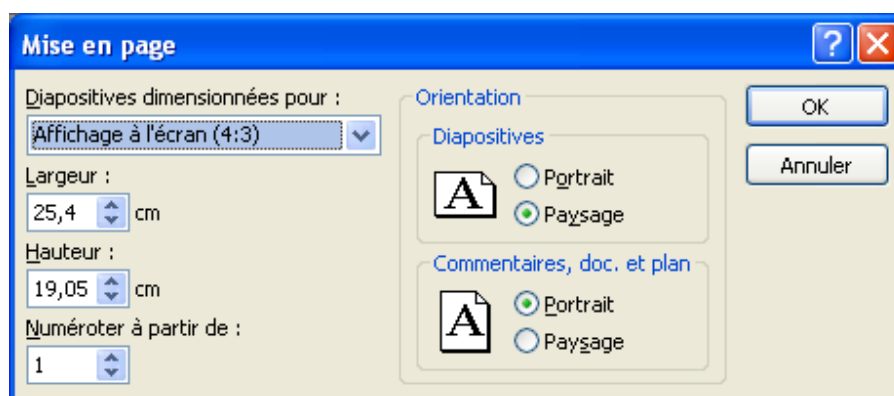 Mise en page
Diapositives dimensionnées pour :
Affichage à l'écran (4:3)
Largeur :
25,4 cm
Hauteur :
19,05 cm
Numéroter à partir de :
1
Orientation
Diapositives
A
Portrait
Paysage
Commentaires, doc. et plan
A
Portrait
Paysage
?
OK
Annuler